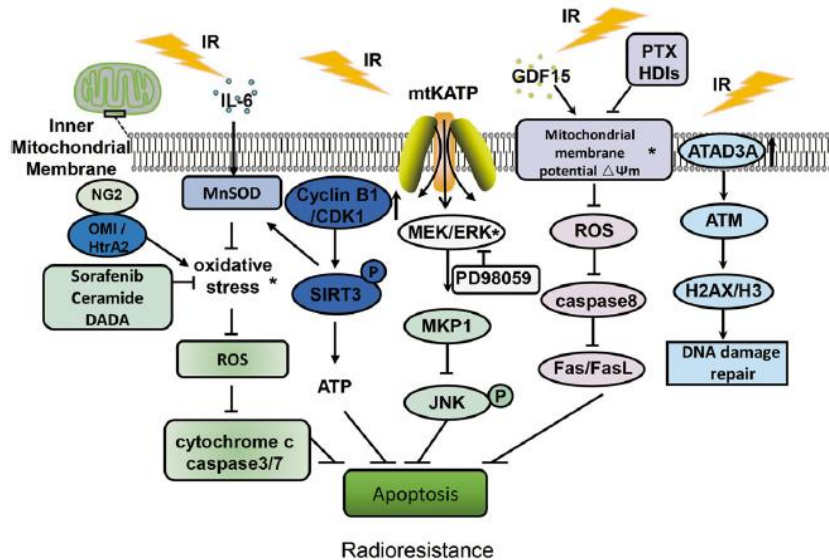 IR
IR
IR
IR
IL-6
mtKATP
GDF15
PTX
HDIs
Inner
Mitochondrial
Membrane
MnSOD
Cyclin B1
/CDK1
Mitochondrial
membrane *
potential △Ψm
ATAD3A
NG2
OMI /
HtrA2
MEK/ERK*
ROS
ATM
PD98059
oxidative
stress *
Sorafenib
Ceramide
DADA
P
SIRT3
caspase8
H2AX/H3
MKP1
ROS
ATP
Fas/FasL
DNA damage
repair
JNK
P
cytochrome c
caspase3/7
Apoptosis
Radioresistance